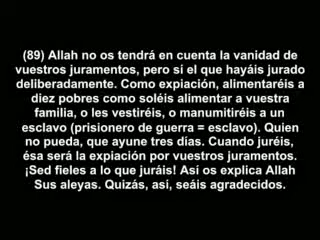 (89) Allah no os tendrá en cuenta la vanidad de
vuestros juramentos, pero sí el que hayáis jurado
deliberadamente. Como expiación, alimentaréis a
diez pobres como soléis alimentar a vuestra
familia, o les vestiréis, o manumitiréis a un
esclavo (prisionero de guerra = esclavo). Quien
no pueda, que ayune tres días. Cuando juréis,
ésa será la expiación por vuestros juramentos.
¡Sed fieles a lo que juráis! Así os explica Allah
Sus aleyas. Quizás, así, seáis agradecidos.